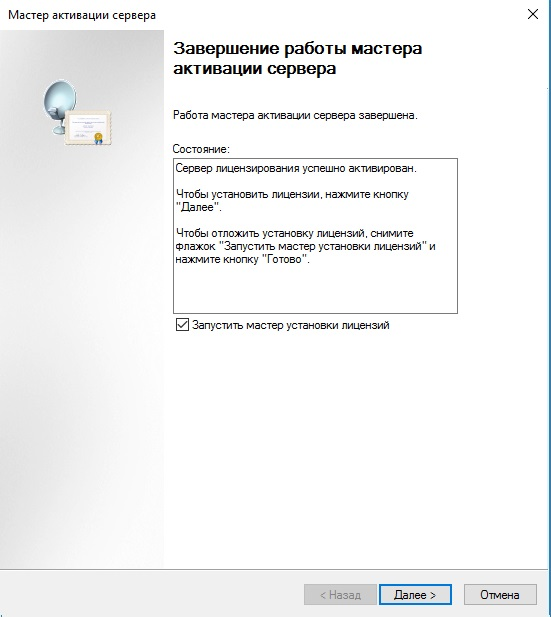 Мастер активации сервера
Завершение работы мастера
активации сервера
Работа мастера активации сервера завершена.
Состояние:
Сервер лицензирования успешно активирован.
Чтобы установить лицензии, нажмите кнопку
"Далее".
Чтобы отложить установку лицензий, снимите
флажок "Запустить мастер установки лицензий" и
нажмите кнопку "Готово".
Запустить мастер установки лицензий
< Назад
Далее >
Отмена